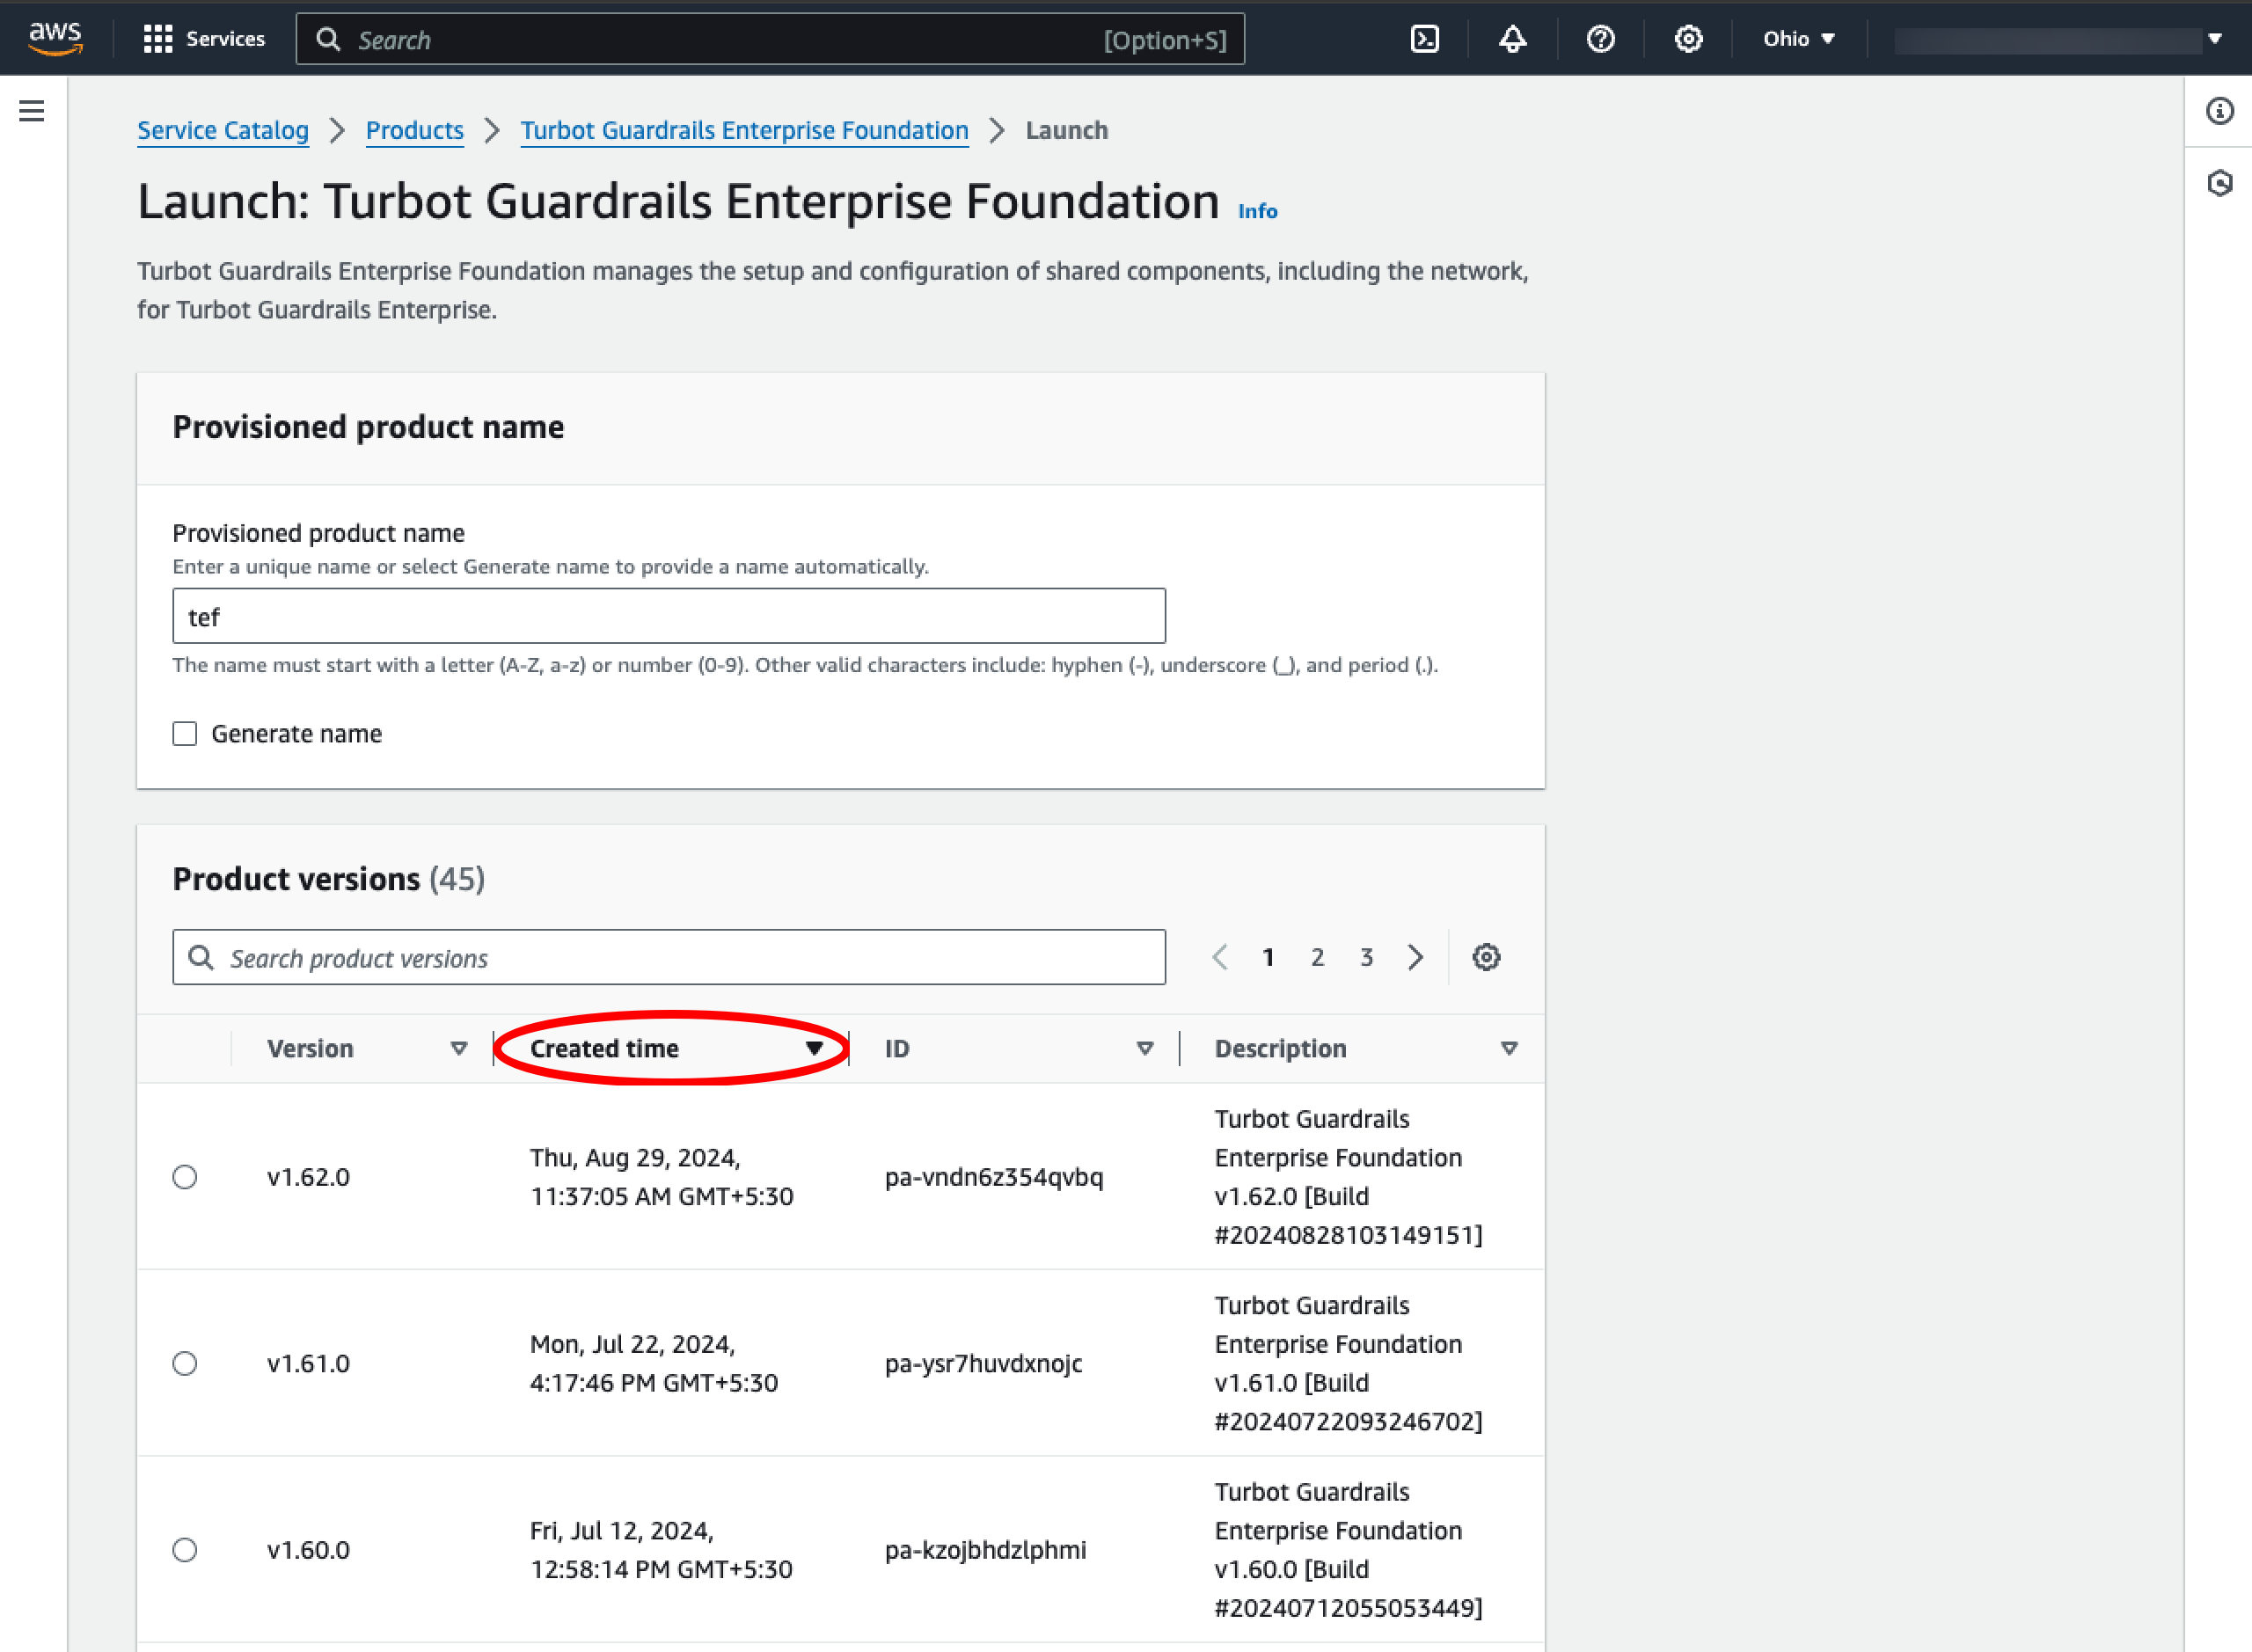 aws
Services
Search
[Option+S]
Ohio
Service Catalog
Products
Turbot Guardrails Enterprise Foundation
Launch
Launch: Turbot Guardrails Enterprise Foundation Info
Turbot Guardrails Enterprise Foundation manages the setup and configuration of shared components, including the network,
for Turbot Guardrails Enterprise.
Provisioned product name
Provisioned product name
Enter a unique name or select Generate name to provide a name automatically.
tef
The name must start with a letter (A-Z, a-z) or number (0-9). Other valid characters include: hyphen (-), underscore (_), and period (.).
Generate name
Product versions (45)
Search product versions
1 2 3
Version Created time ID Description
v1.62.0
Thu, Aug 29, 2024,
11:37:05 AM GMT+5:30
pa-vndn6z354qvbq
Turbot Guardrails
Enterprise Foundation
v1.62.0 [Build
#20240828103149151]
v1.61.0
Mon, Jul 22, 2024,
4:17:46 PM GMT+5:30
pa-ysr7huvdxnojc
Turbot Guardrails
Enterprise Foundation
v1.61.0 [Build
#20240722093246702]
v1.60.0
Fri, Jul 12, 2024,
12:58:14 PM GMT+5:30
pa-kzojbhdzlphmi
Turbot Guardrails
Enterprise Foundation
v1.60.0 [Build
#20240712055053449]